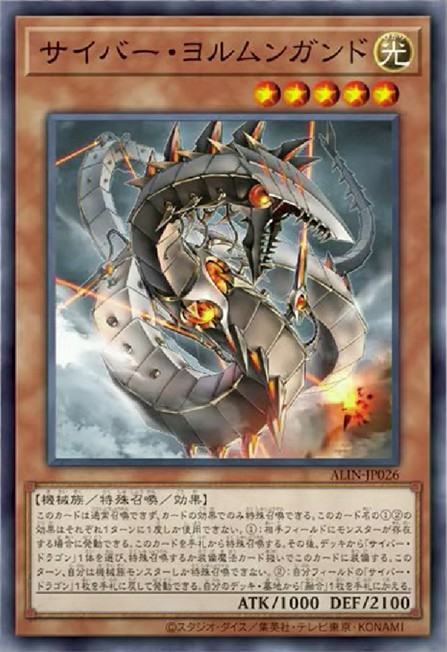 サイバー・ヨルムンガンド
光
ALIN-JP026
【機械族/特殊召喚/効果】
このカードは通常召喚できず、カードの効果でのみ特殊召喚できる。このカード名の①②の
効果はそれぞれ1ターンに1度しか使用できない。①:相手フィールドにモンスターが存在
する場合に発動できる。このカードを手札から特殊召喚する。その後、デッキから「サイバー・
ドラゴン」1体を選び、特殊召喚するか装備魔法カード扱いでこのカードに装備する。このターン、
自分は機械族モンスターしか特殊召喚できない。②:自分フィールドの「サイバー・
ドラゴン」1枚を手札に戻して発動できる。自分のデッキ・墓地から「融合」1枚を手札に加える。
ATK/1000 DEF/2100
©スタジオ・ダイス/集英社・テレビ東京・KONAMI